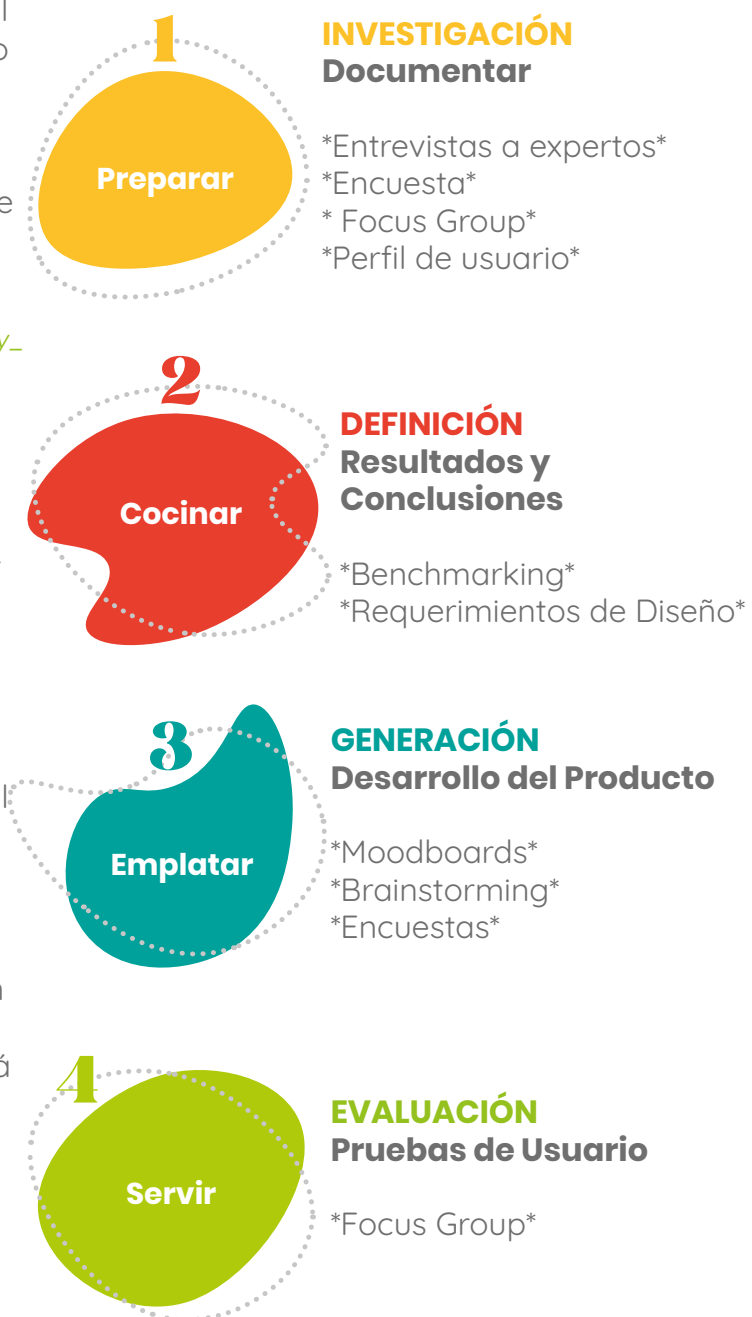 1
INVESTIGACIÓN
Documentar
Preparar
*Entrevistas a expertos*
*Encuesta*
* Focus Group*
*Perfil de usuario*
2
DEFINICIÓN
Resultados y
Conclusiones
Cocinar
*Benchmarking*
*Requerimientos de Diseño*
3
GENERACIÓN
Desarrollo del Producto
Emplatar
*Moodboards*
*Brainstorming*
*Encuestas*
4
EVALUACIÓN
Pruebas de Usuario
Servir
*Focus Group*